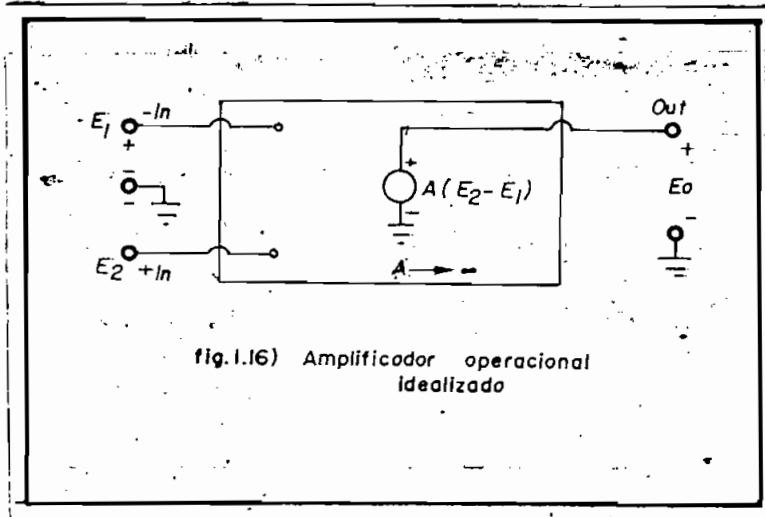 E1 -In
+
-
-
E2 +In
+
A(E2-E1)
-
A → ∞
Out
+
Eo
-
fig.1.16) Amplificador operacional
idealizado